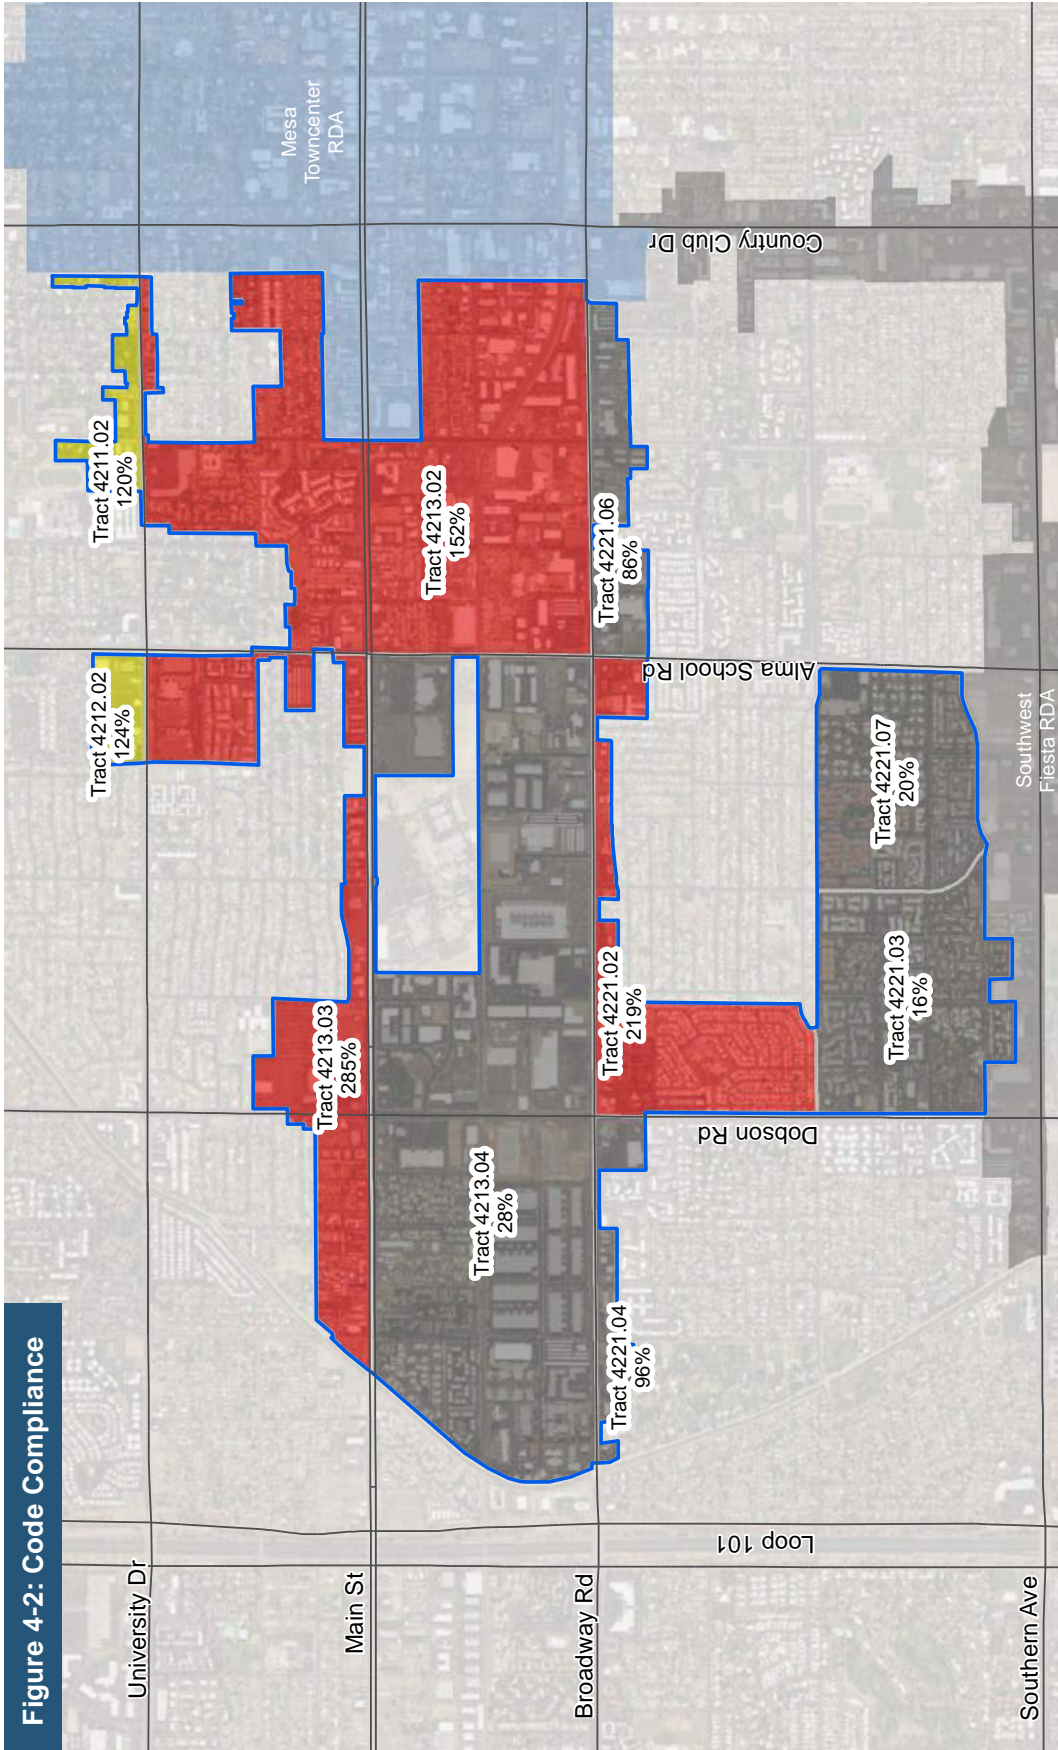 Figure 4-2: Code Compliance
University Dr
Main St
Broadway Rd
Southern Ave
Loop 101
Dobson Rd
Alma School Rd
Country Club Dr
Mesa
Towncenter
RDA
Southwest
Fiesta RDA
Tract 4211.02
120%
Tract 4212.02
124%
Tract 4213.02
152%
Tract 4213.03
285%
Tract 4213.04
28%
Tract 4221.06
86%
Tract 4221.02
219%
Tract 4221.04
96%
Tract 4221.07
20%
Tract 4221.03
16%